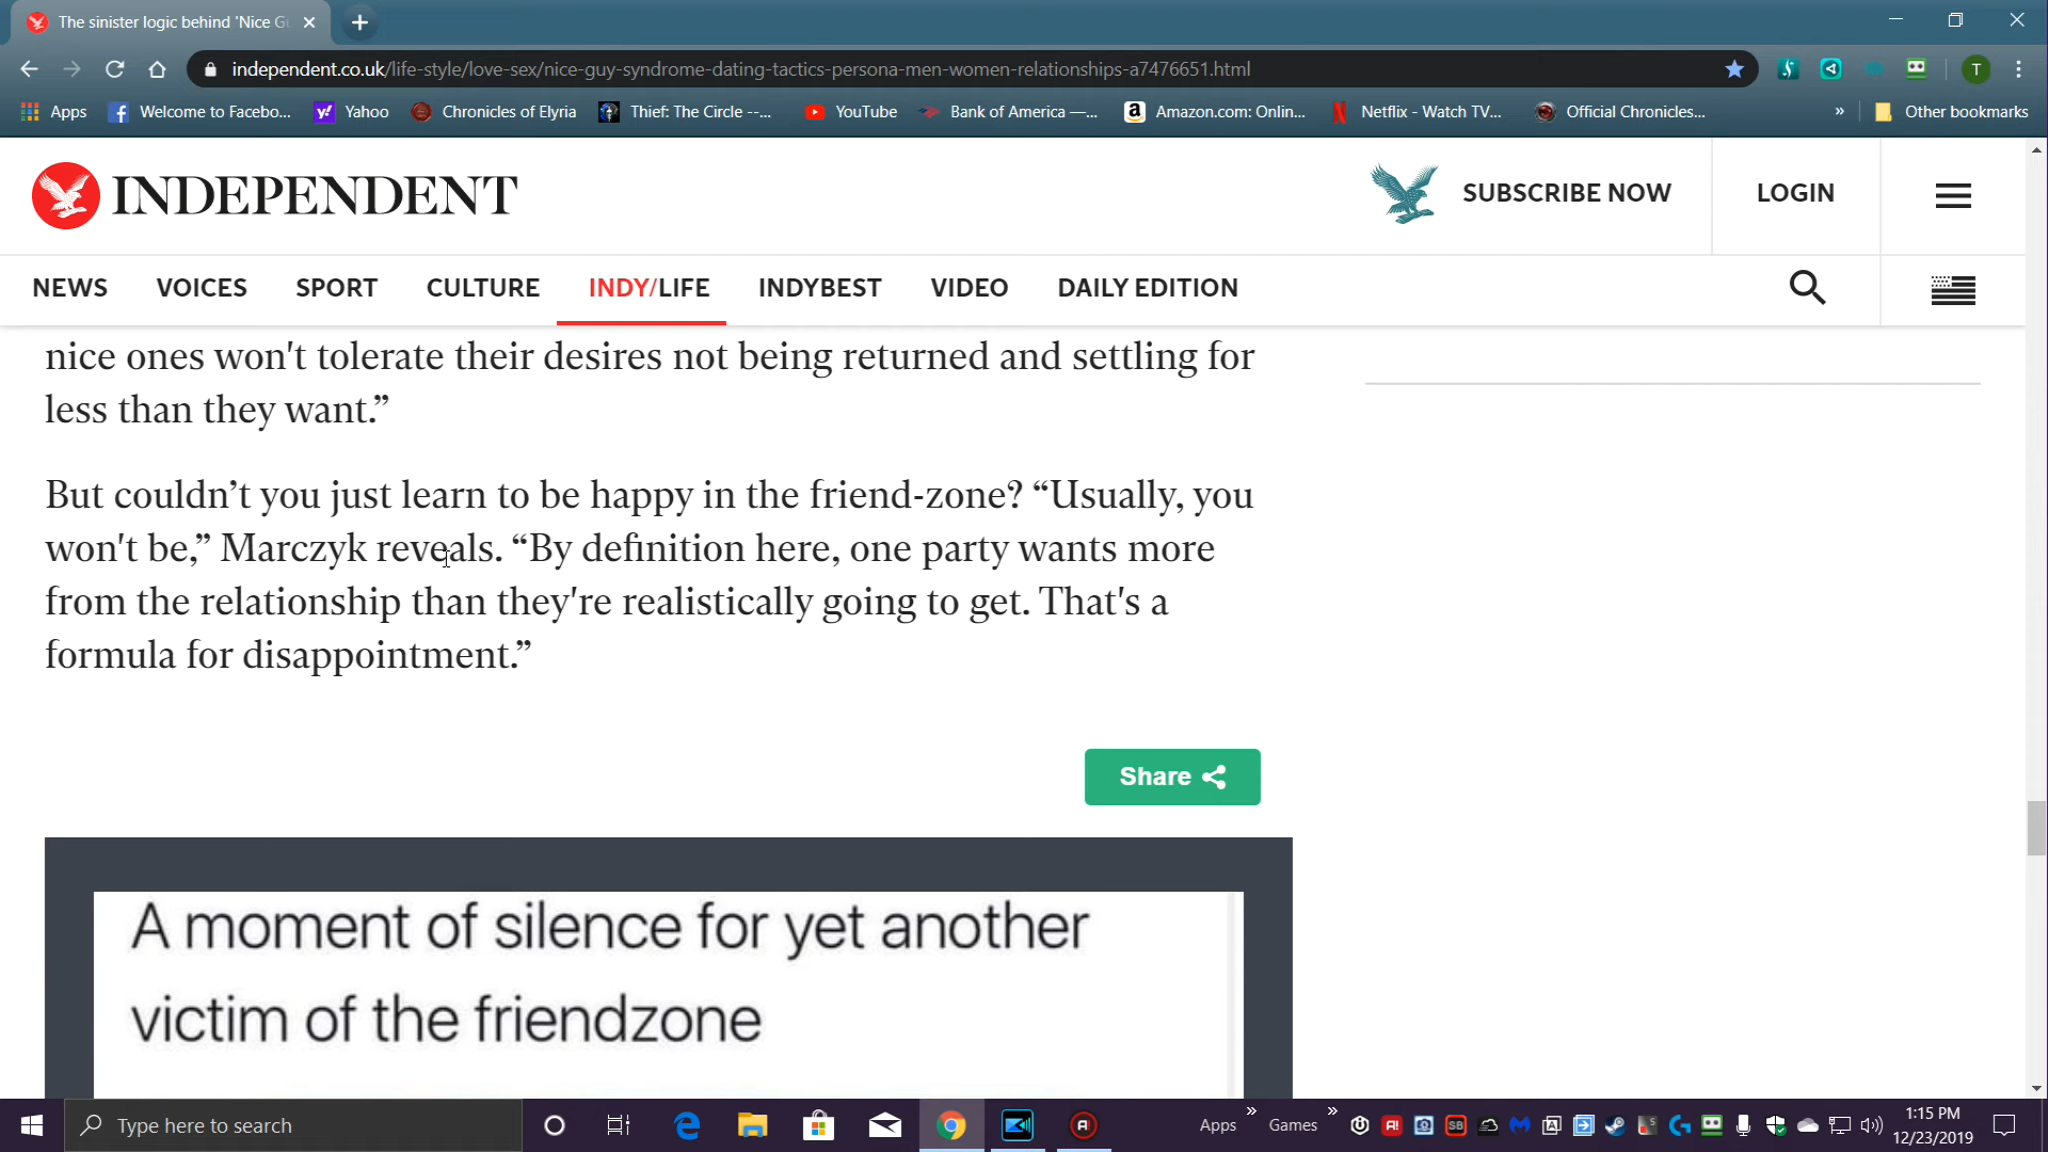 The sinister logic behind 'Nice Gu
independent.co.uk/life-style/love-sex/nice-guy-syndrome-dating-tactics-persona-men-women-relationships-a7476651.html
T
Apps Welcome to Facebo... Yahoo Chronicles of Elyria Thief: The Circle --... YouTube Bank of America —... Amazon.com: Onlin... Netflix - Watch TV... Official Chronicles... » Other bookmarks
INDEPENDENT SUBSCRIBE NOW LOGIN
NEWS VOICES SPORT CULTURE INDY/LIFE INDYBEST VIDEO DAILY EDITION
nice ones won't tolerate their desires not being returned and settling for
less than they want.”
But couldn’t you just learn to be happy in the friend-zone? “Usually, you
won't be,” Marczyk reveals. “By definition here, one party wants more
from the relationship than they're realistically going to get. That's a
formula for disappointment.”
Share
A moment of silence for yet another
victim of the friendzone
Type here to search Apps » Games » 1:15 PM
12/23/2019